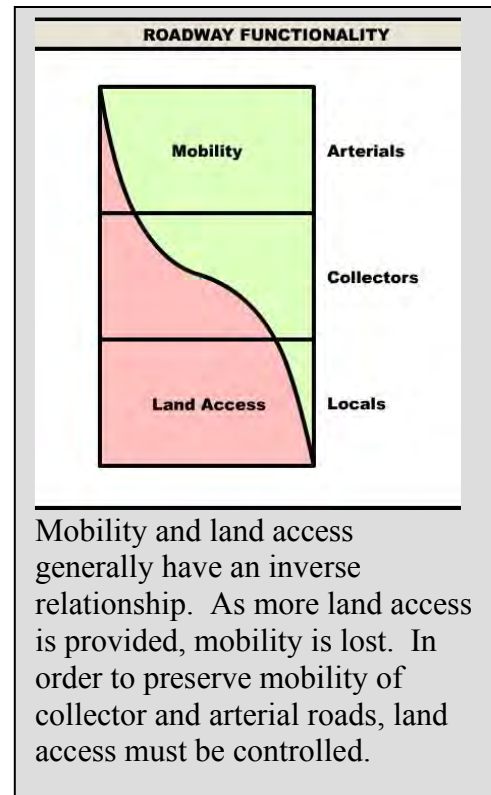 ROADWAY FUNCTIONALITY
Mobility
Arterials
Collectors
Land Access
Locals
Mobility and land access
generally have an inverse
relationship.  As more land access
is provided, mobility is lost.  In
order to preserve mobility of
collector and arterial roads, land
access must be controlled.